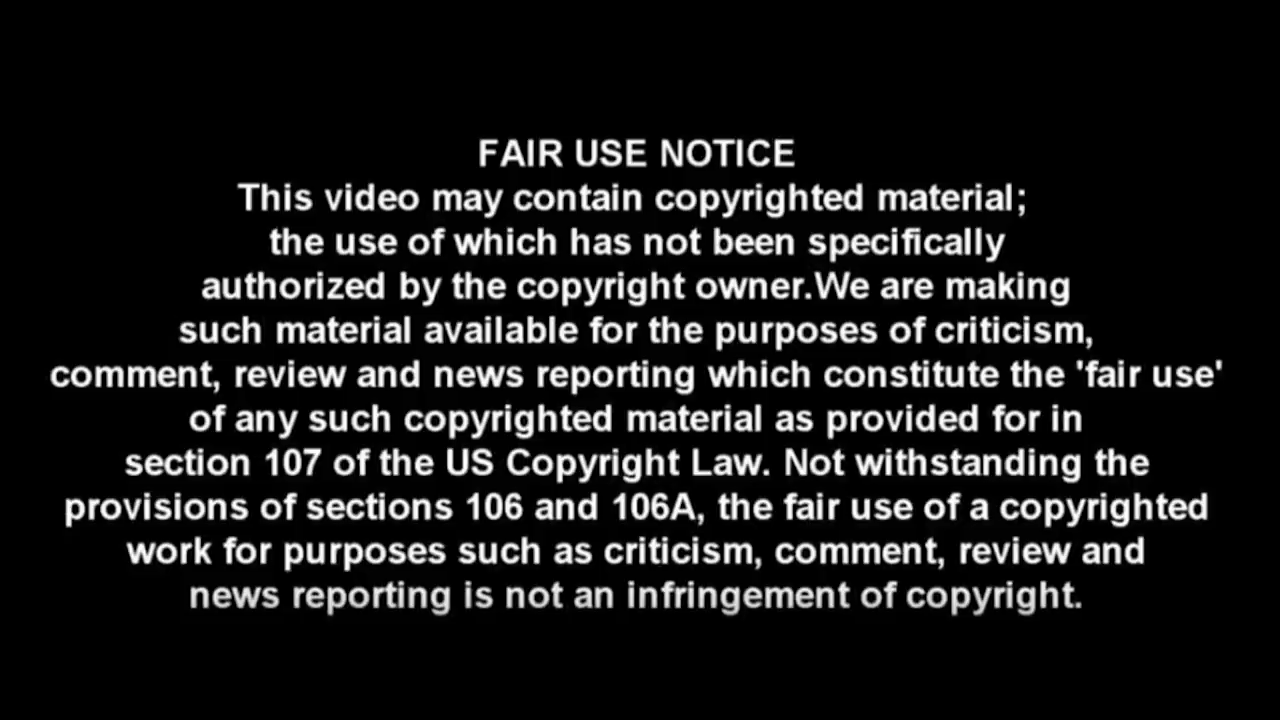 FAIR USE NOTICE
This video may contain copyrighted material;
the use of which has not been specifically
authorized by the copyright owner.We are making
such material available for the purposes of criticism,
comment, review and news reporting which constitute the 'fair use'
of any such copyrighted material as provided for in
section 107 of the US Copyright Law. Not withstanding the
provisions of sections 106 and 106A, the fair use of a copyrighted
work for purposes such as criticism, comment, review and
news reporting is not an infringement of copyright.